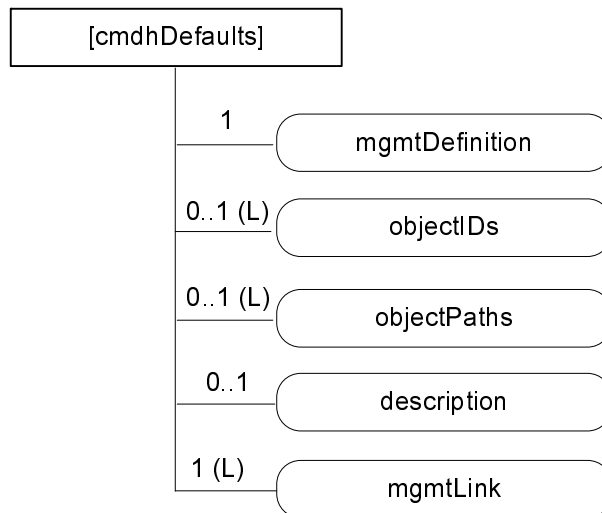 [cmdhDefaults]
1
mgmtDefinition
0..1 (L)
objectIDs
0..1 (L)
objectPaths
0..1
description
1 (L)
mgmtLink